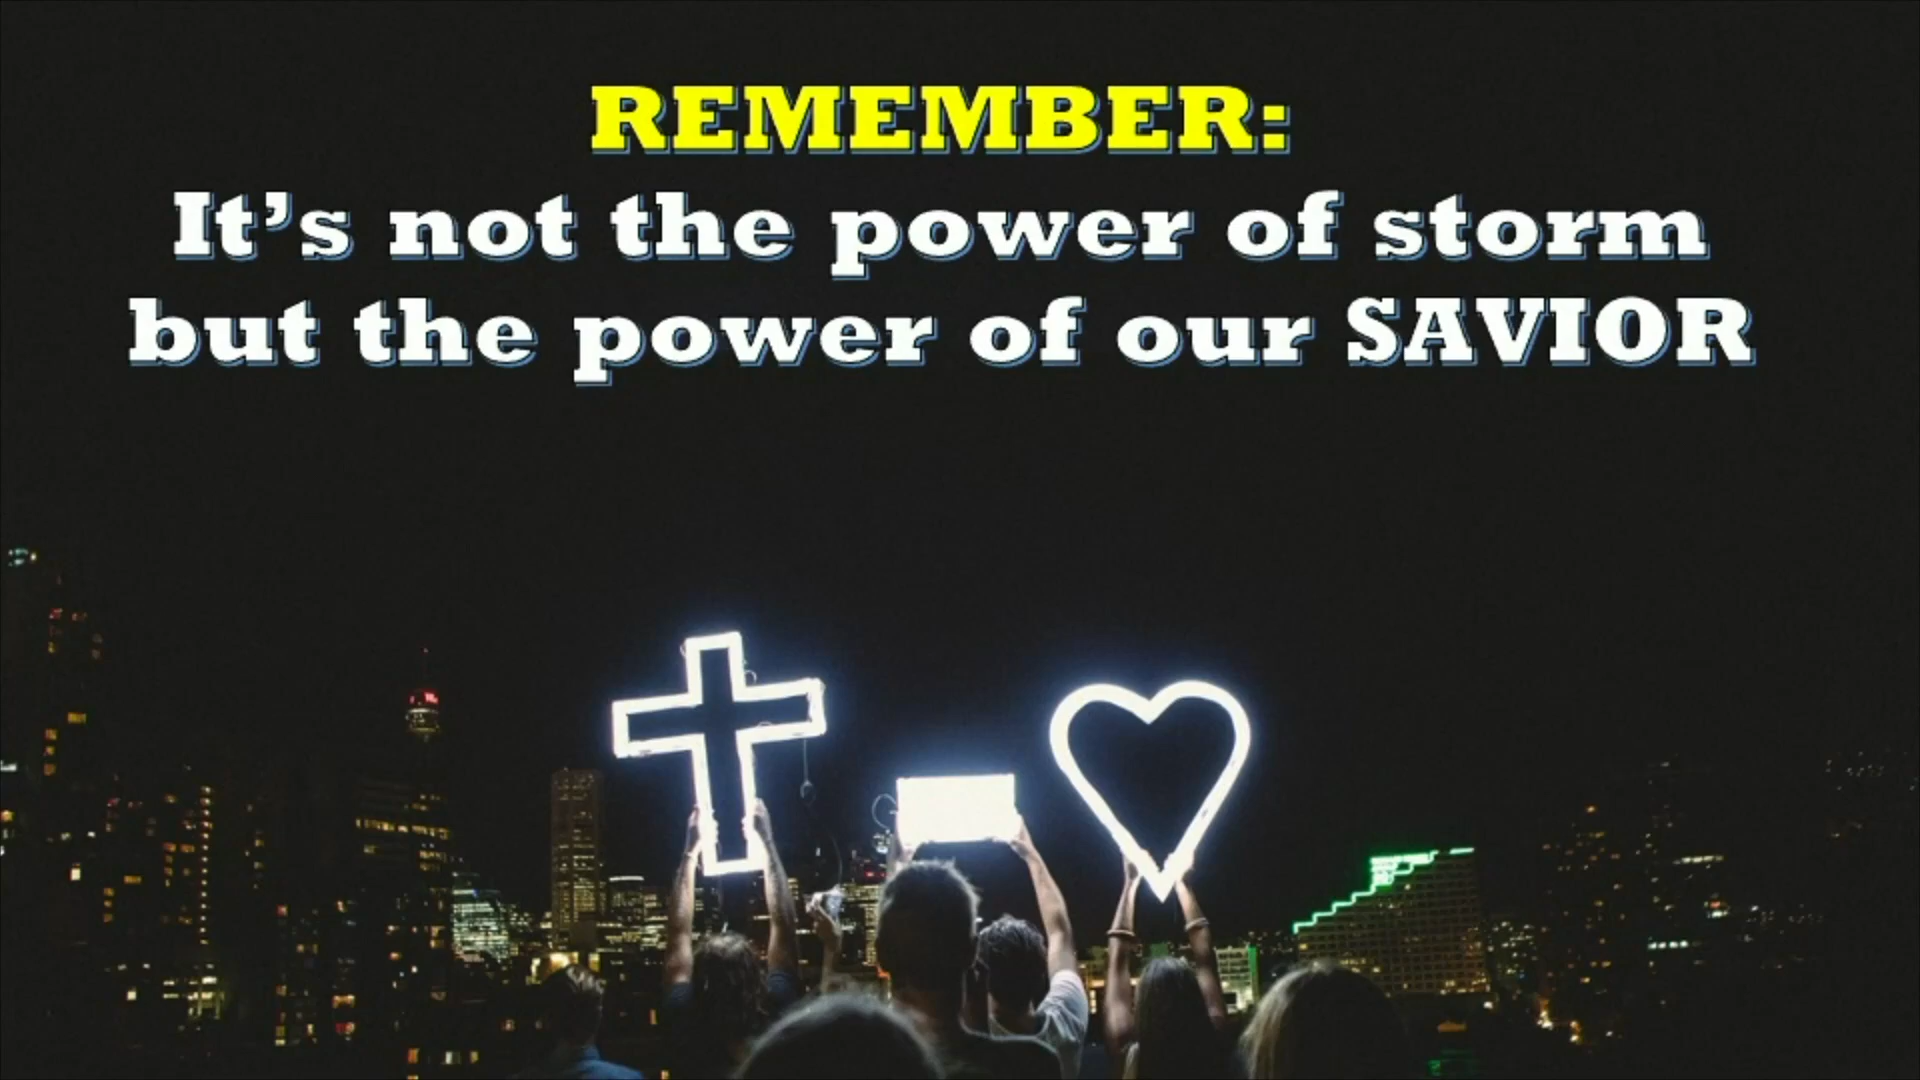 REMEMBER:
It’s not the power of storm
but the power of our SAVIOR